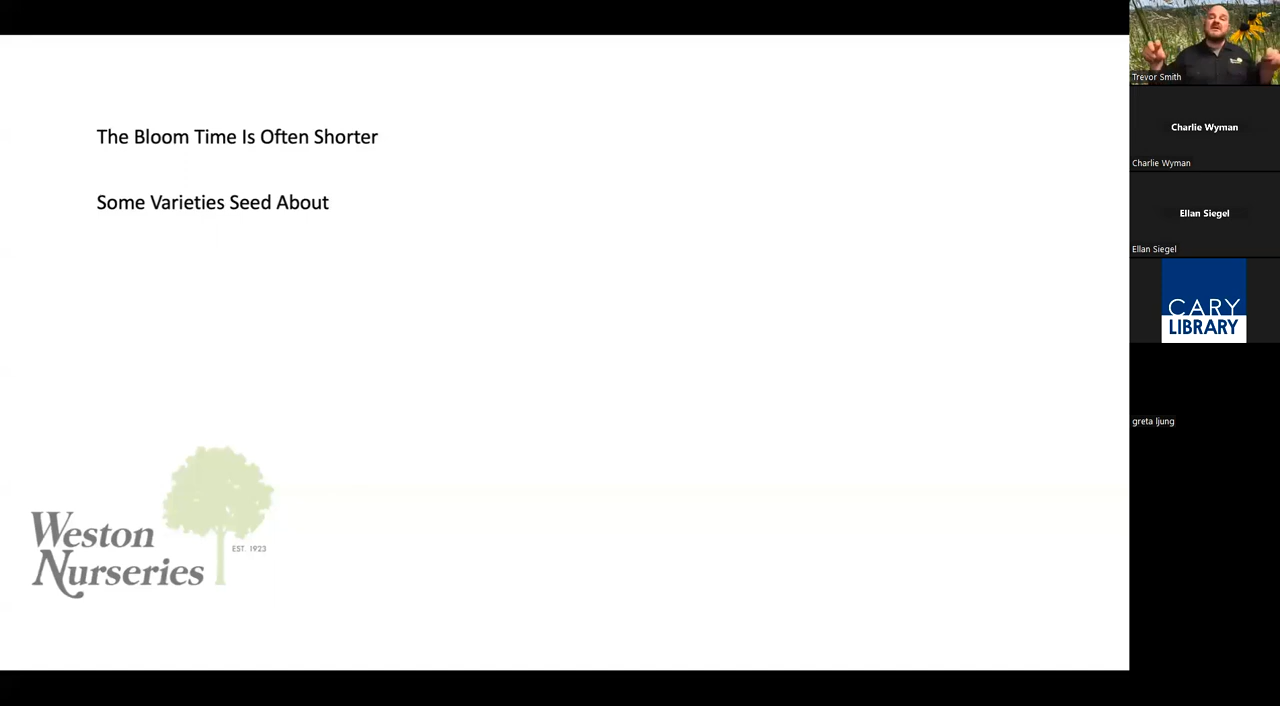 The Bloom Time Is Often Shorter
Some Varieties Seed About
Weston
Nurseries
EST. 1923
Trevor Smith
Charlie Wyman
Charlie Wyman
Ellan Siegel
Ellan Siegel
CARY
LIBRARY
greta ljung